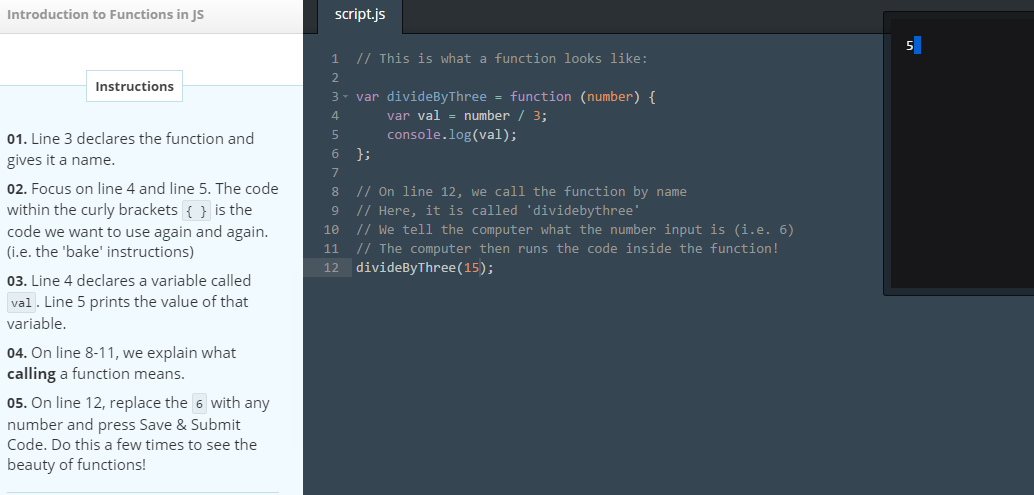 Introduction to Functions in JS
Instructions
01. Line 3 declares the function and
gives it a name.
02. Focus on line 4 and line 5. The code
within the curly brackets { } is the
code we want to use again and again.
(i.e. the 'bake' instructions)
03. Line 4 declares a variable called
val . Line 5 prints the value of that
variable.
04. On line 8-11, we explain what
calling a function means.
05. On line 12, replace the 6 with any
number and press Save & Submit
Code. Do this a few times to see the
beauty of functions!
script.js
1 // This is what a function looks like:
2
3 var divideByThree = function (number) {
4 var val = number / 3;
5 console.log(val);
6 };
7
8 // On line 12, we call the function by name
9 // Here, it is called 'dividebythree'
10 // We tell the computer what the number input is (i.e. 6)
11 // The computer then runs the code inside the function!
12 divideByThree(15);
5